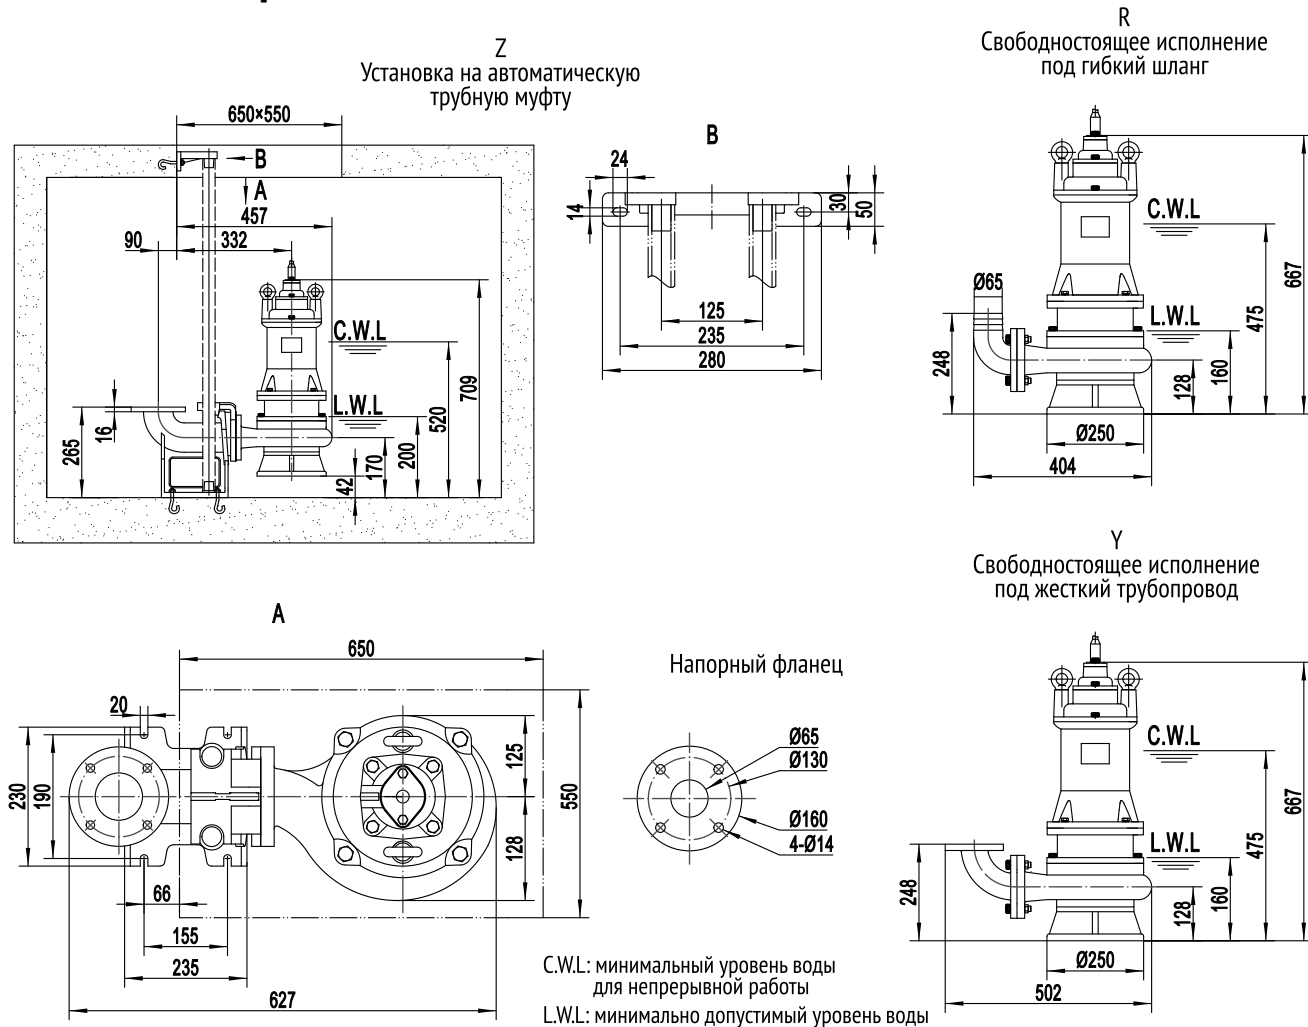 Z
Установка на автоматическую
трубную муфту
650×550
B
A
457
90
332
C.W.L
L.W.L
709
520
265
16
170
200
42
B
24
14
30
50
125
235
280
R
Свободностоящее исполнение
под гибкий шланг
C.W.L
Ø65
L.W.L
667
475
248
160
128
Ø250
404
Y
Свободностоящее исполнение
под жесткий трубопровод
C.W.L
L.W.L
667
475
248
160
128
Ø250
502
A
650
20
230
190
125
128
550
66
155
235
627
Напорный фланец
Ø65
Ø130
Ø160
4-Ø14
C.W.L: минимальный уровень воды
для непрерывной работы
L.W.L: минимально допустимый уровень воды